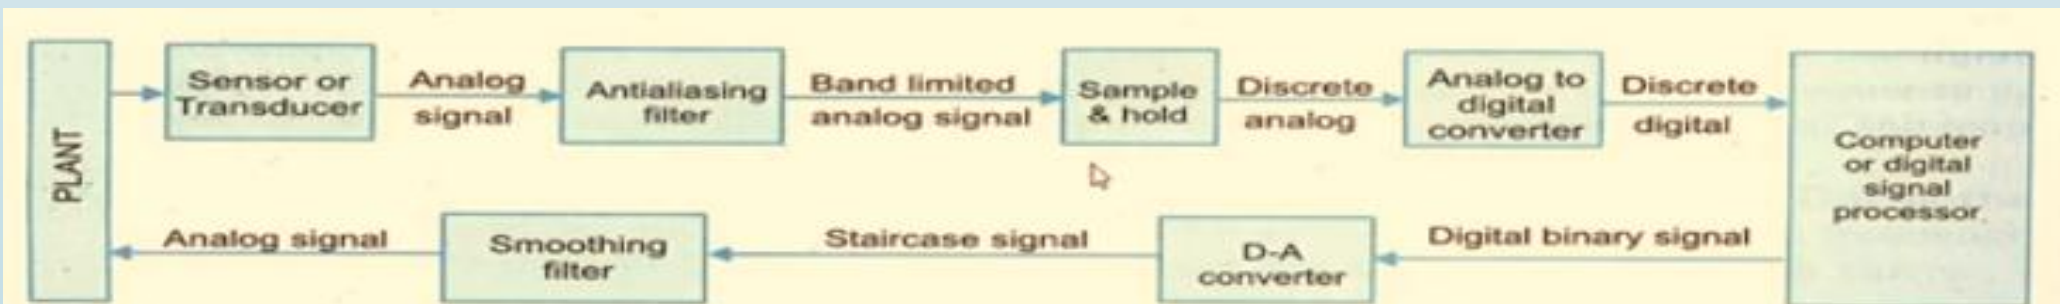 PLANT
Sensor or
Transducer
Analog
signal
Antialiasing
filter
Band limited
analog signal
Sample
& hold
Discrete
analog
Analog to
digital
converter
Discrete
digital
Computer
or digital
signal
processor.
Digital binary signal
D-A
converter
Staircase signal
Smoothing
filter
Analog signal